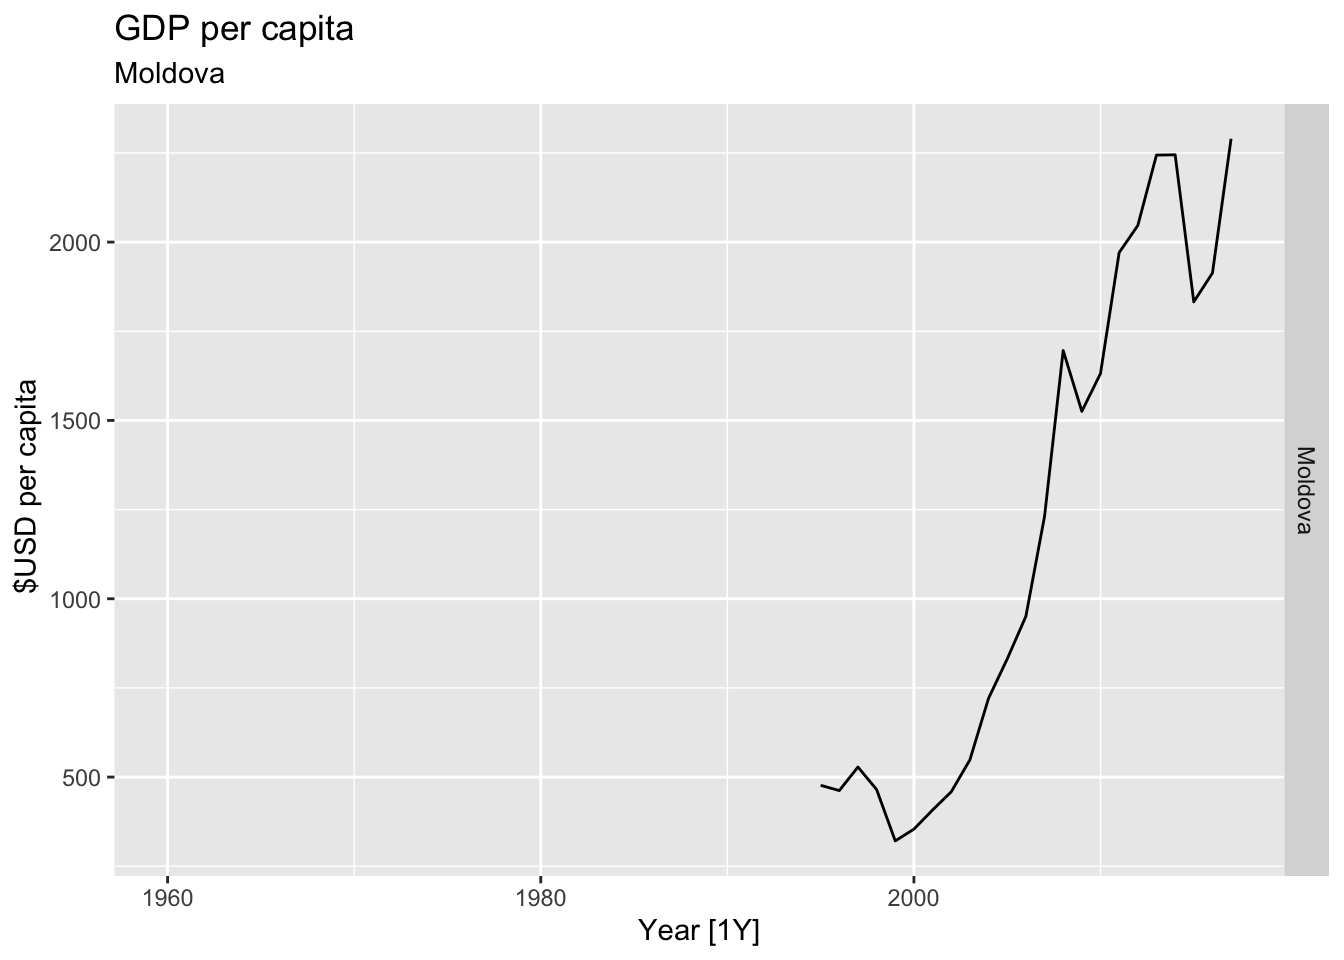 GDP per capita
Moldova
2000
1500
1000
500
$USD per capita
Moldova
1960
1980
2000
Year [1Y]